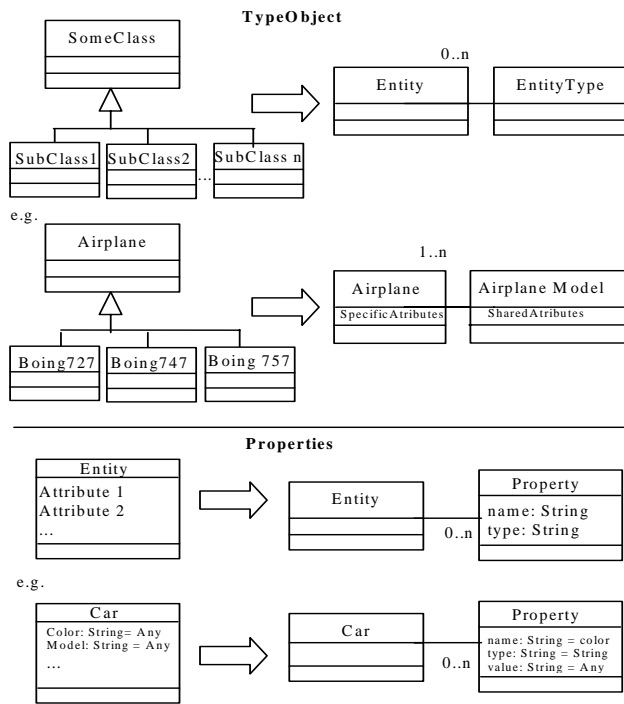 TypeObject
SomeClass
0..n
Entity
EntityType
SubClass1
SubClass2
...
SubClass n
e.g.
Airplane
1..n
Airplane
SpecificAtributes
Airplane Model
SharedAtributes
Boing727
Boing747
Boing 757
Properties
Entity
Attribute 1
Attribute 2
...
Entity
0..n
Property
name: String
type: String
e.g.
Car
Color: String= Any
Model: String = Any
...
Car
0..n
Property
name: String = color
type: String = String
value: String = Any